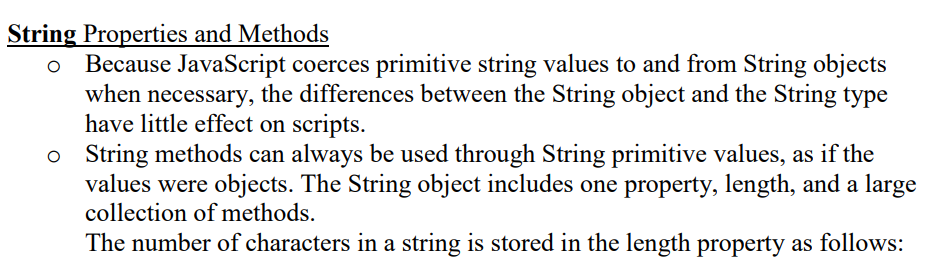 String Properties and Methods
o Because JavaScript coerces primitive string values to and from String objects
when necessary, the differences between the String object and the String type
have little effect on scripts.
o String methods can always be used through String primitive values, as if the
values were objects. The String object includes one property, length, and a large
collection of methods.
The number of characters in a string is stored in the length property as follows: